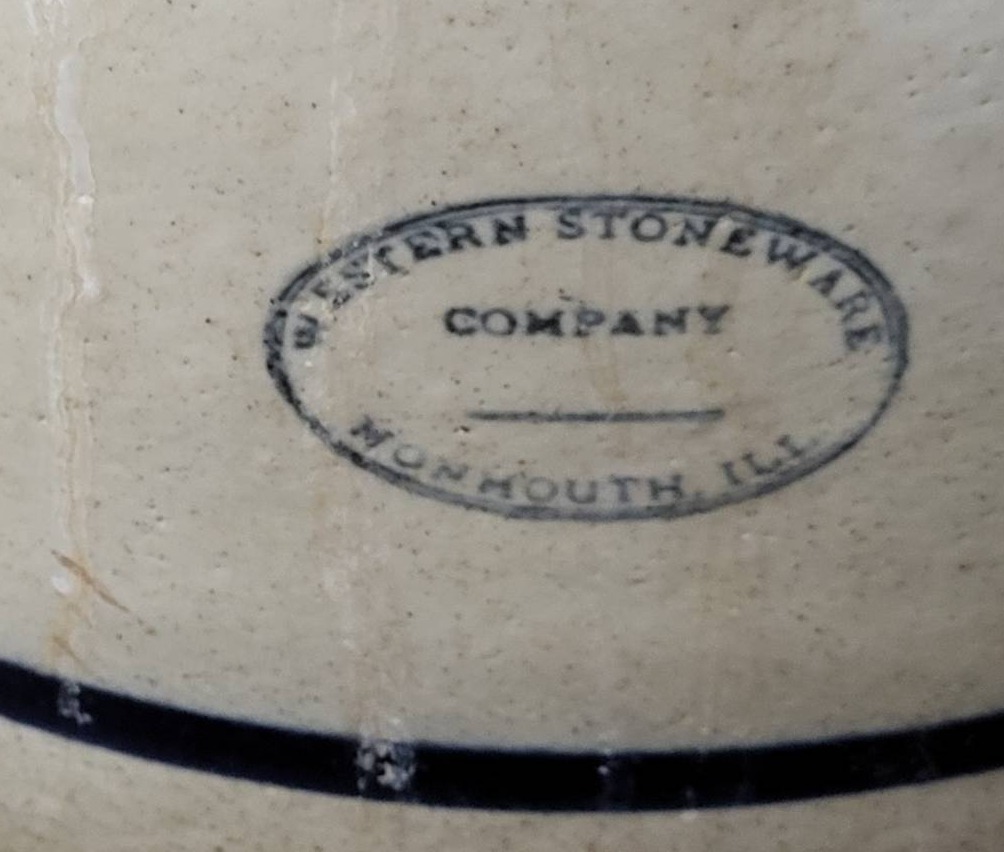 WESTERN STONEWARE
COMPANY
MONMOUTH, ILL.